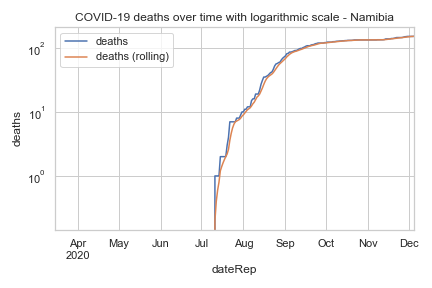 COVID-19 deaths over time with logarithmic scale - Namibia
deaths
deaths (rolling)
10²
10¹
10⁰
deaths
Apr May Jun Jul Aug Sep Oct Nov Dec
2020
dateRep